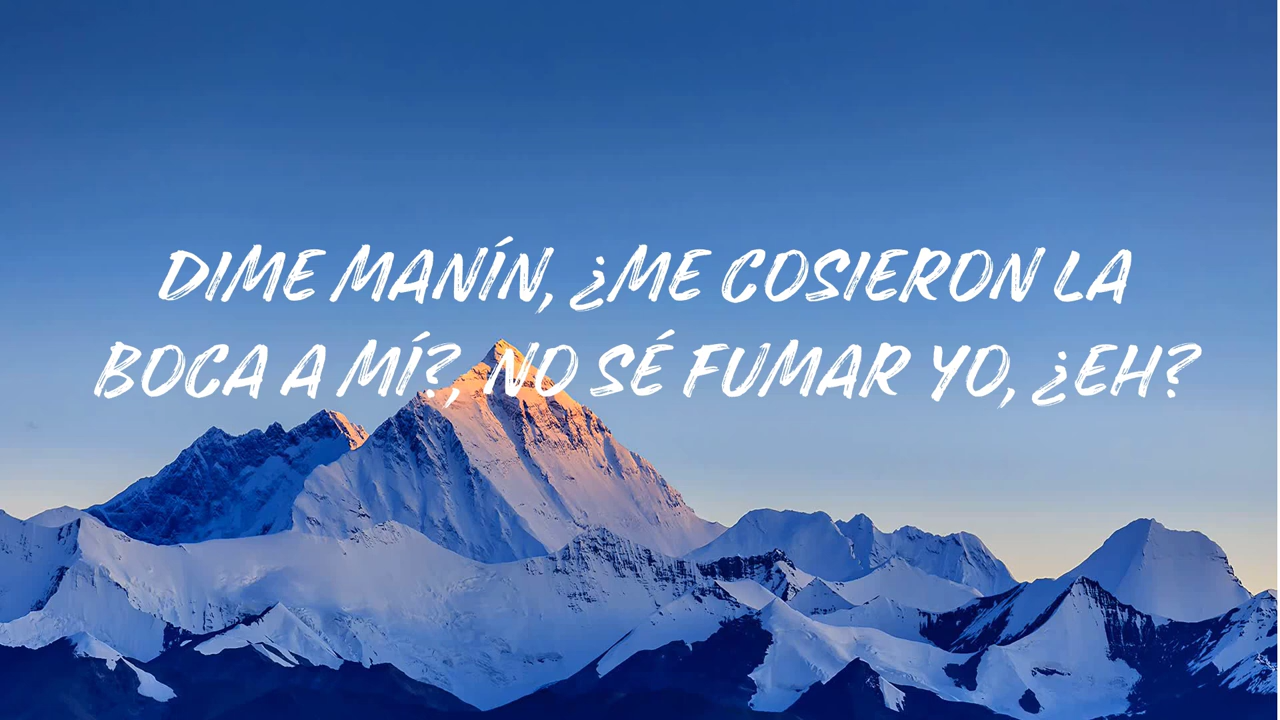 DIME MANÍN, ¿ME COSIERON LA
BOCA A MÍ?, NO SÉ FUMAR YO, ¿EH?